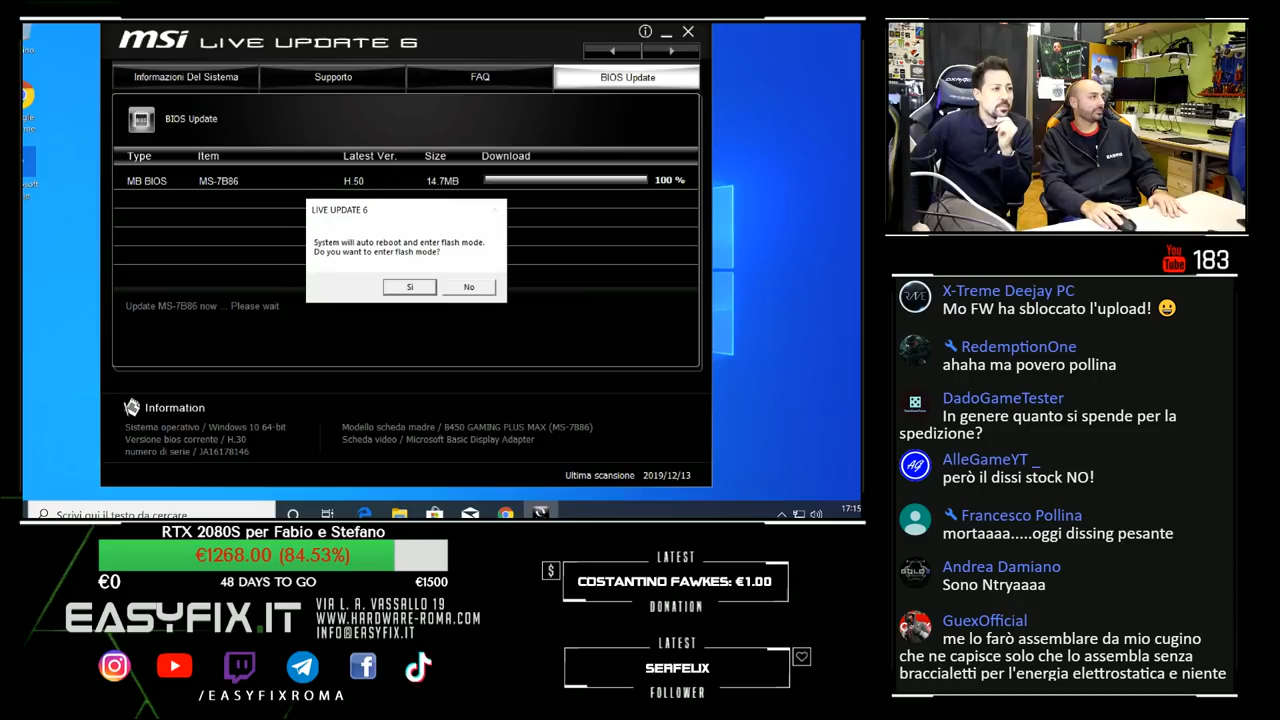 msi LIVE UPDATE 6
Informazioni Del Sistema
Supporto
FAQ
BIOS Update
BIOS Update
Type Item Latest Ver. Size Download
MB BIOS MS-7B86 H.50 14.7MB 100 %
LIVE UPDATE 6
System will auto reboot and enter flash mode.
Do you want to enter flash mode?
Sì No
Update MS-7B86 now ... Please wait
Information
Sistema operativo / Windows 10 64-bit
Versione bios corrente / H.30
numero di serie / JA16178146
Modello scheda madre / B450 GAMING PLUS MAX (MS-7B86)
Scheda video / Microsoft Basic Display Adapter
Ultima scansione 2019/12/13
Scrivi qui il testo da cercare
17:15
You Tube 183
X-Treme Deejay PC
Mo FW ha sbloccato l'upload!
RedemptionOne
ahaha ma povero pollina
DadoGameTester
In genere quanto si spende per la
spedizione?
AlleGameYT _
però il dissi stock NO!
Francesco Pollina
mortaaa.....oggi dissing pesante
Andrea Damiano
Sono Ntryaaaa
GuexOfficial
me lo farò assemblare da mio cugino
che ne capisce solo che lo assembla senza
braccialetti per l'energia elettrostatica e niente
RTX 2080S per Fabio e Stefano
€1268.00 (84.53%)
€0 48 DAYS TO GO €1500
EASYFIX.IT
VIA L. A. VASSALLO 19
WWW.HARDWARE-ROMA.COM
INFO@EASYFIX.IT
/EASYFIXROMA
LATEST
$ COSTANTINO FAWKES: €1.00
DONATION
LATEST
SERFELIX
FOLLOWER